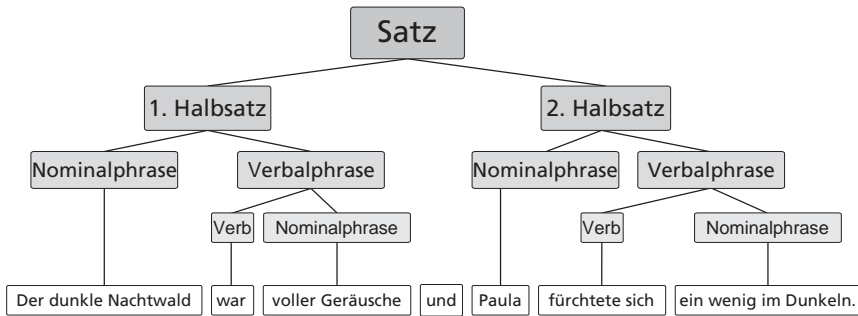 Satz
1. Halbsatz 2. Halbsatz
Nominalphrase Verbalphrase Nominalphrase Verbalphrase
Verb Nominalphrase Verb Nominalphrase
Der dunkle Nachtwald war voller Geräusche und Paula fürchtete sich ein wenig im Dunkeln.